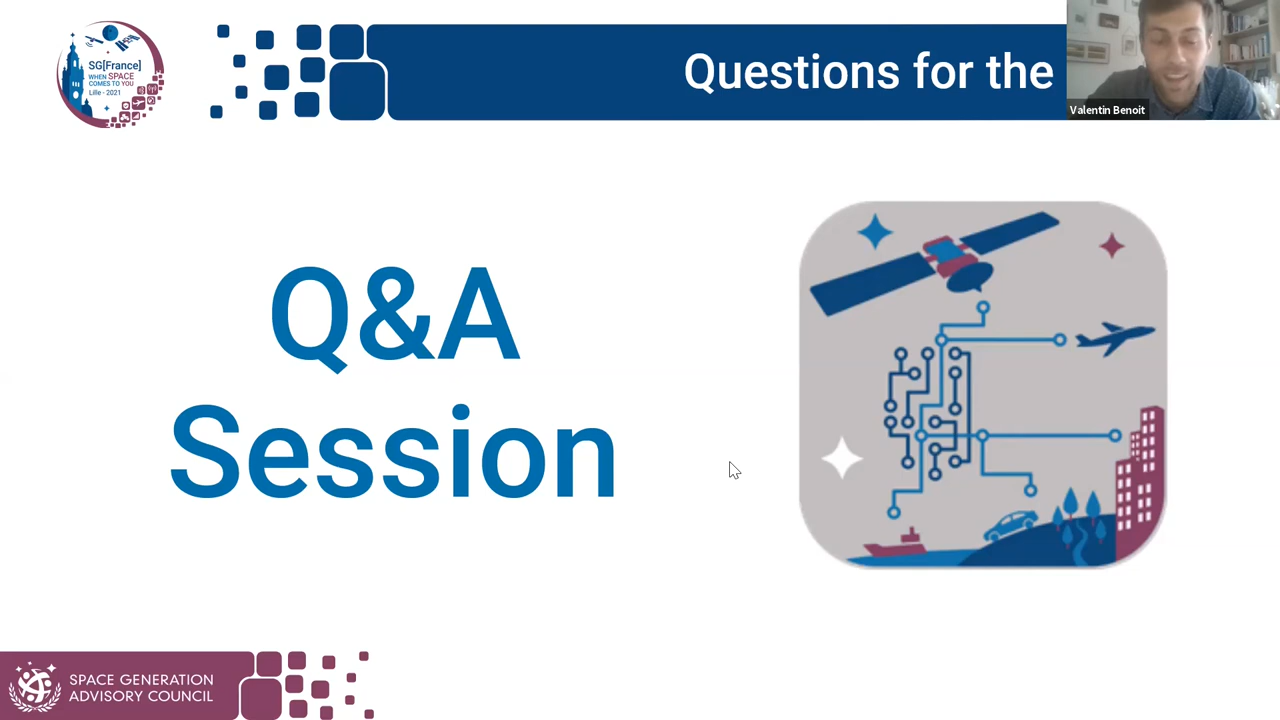 SG[France]
WHEN SPACE
COMES TO YOU
Lille - 2021
Questions for the
Valentin Benoit
Q&A
Session
SPACE GENERATION
ADVISORY COUNCIL